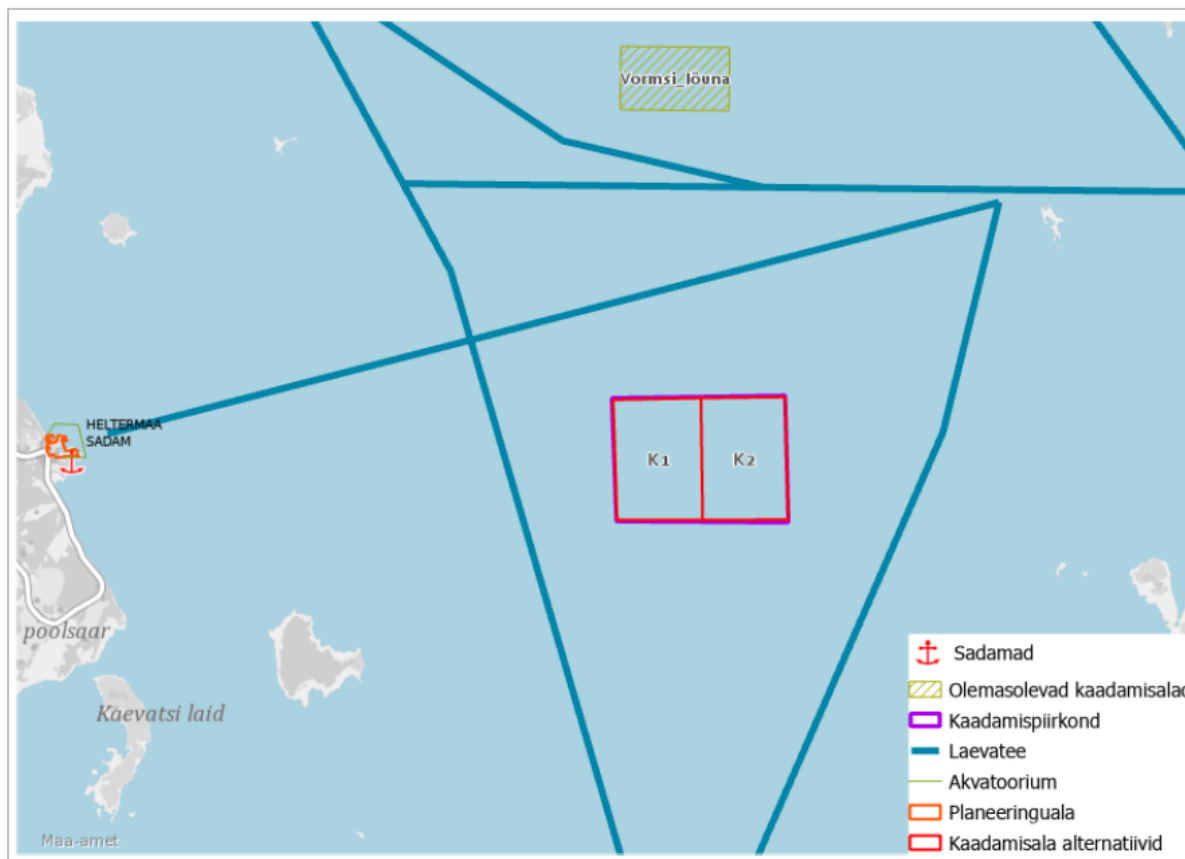 Vormsi_lõuna
HELTERMAA
SADAM
K1
K2
poolsaar
Kaevatsi laid
Maa-amet
Sadamad
Olemasolevad kaadamisalad
Kaadamispiirkond
Laevatee
Akvatoorium
Planeeringuala
Kaadamisala alternatiivid